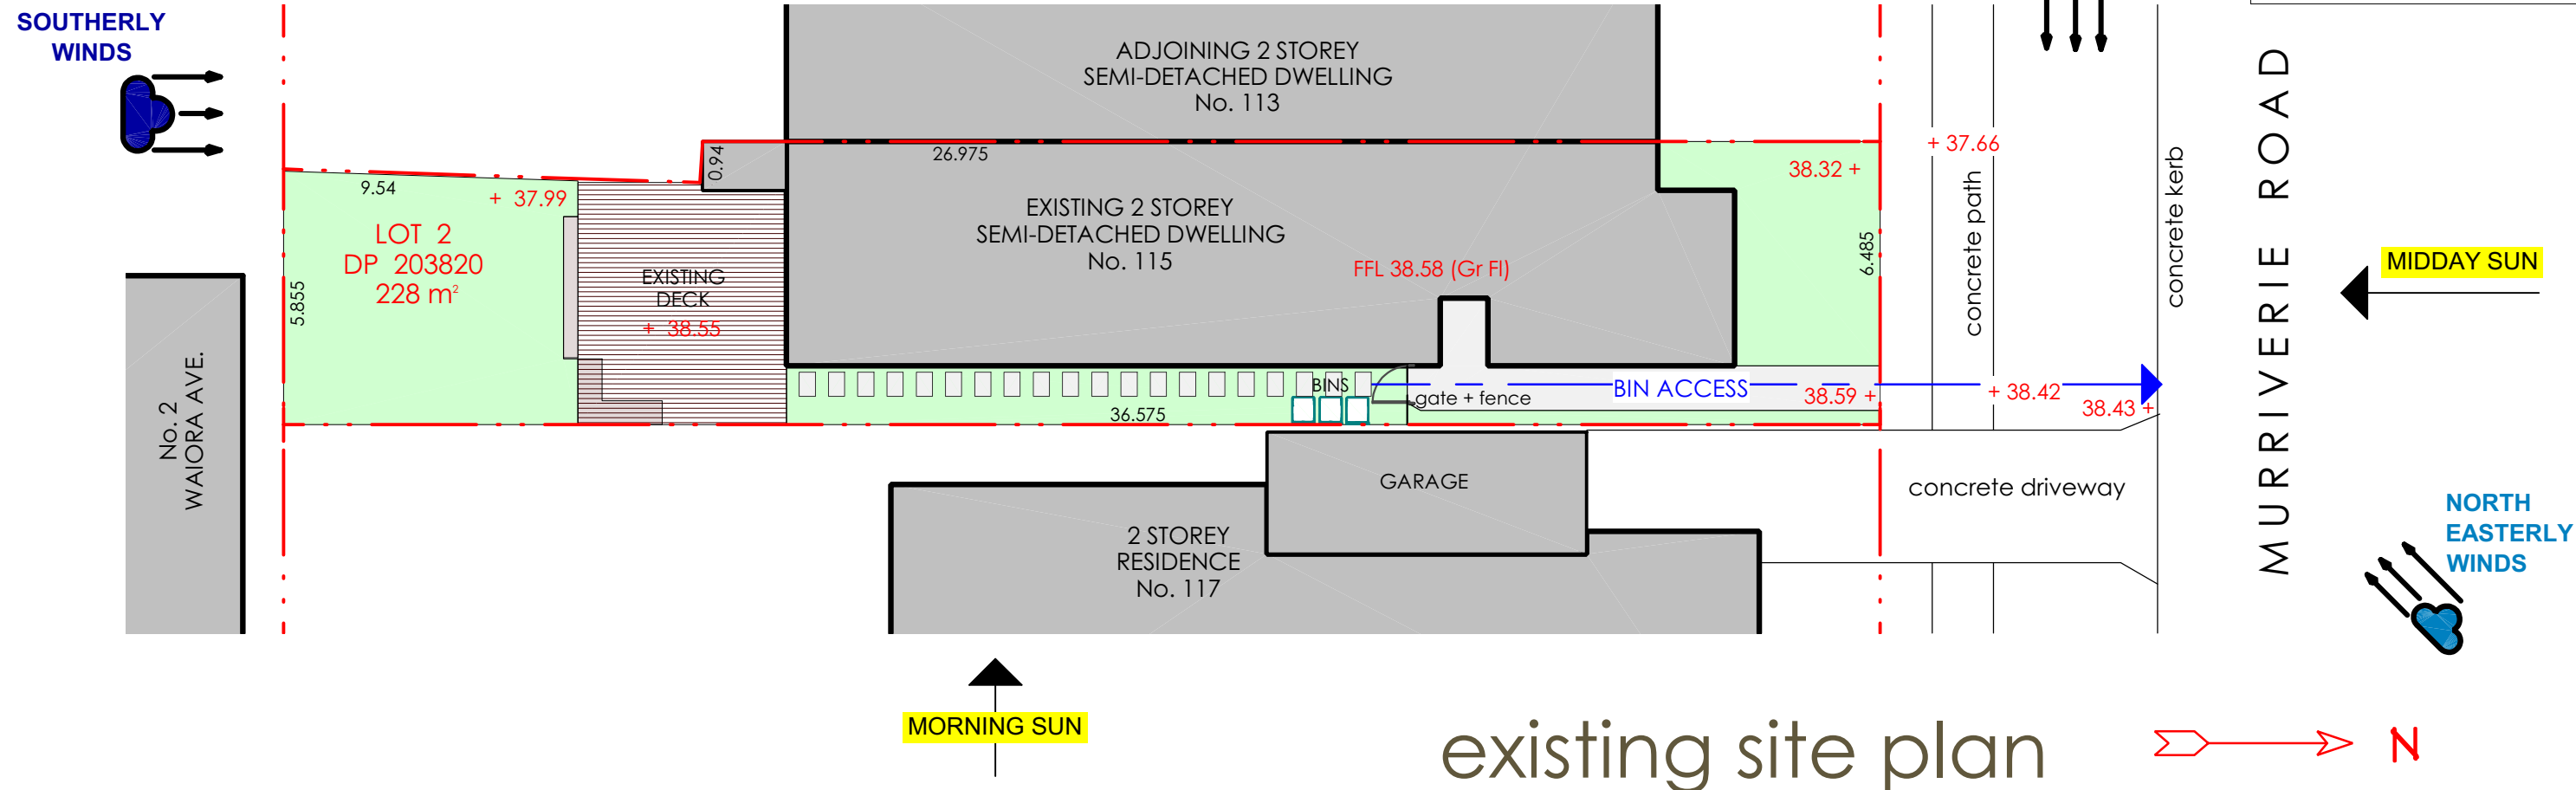 SOUTHERLY
WINDS
ADJOINING 2 STOREY
SEMI-DETACHED DWELLING
No. 113
0.94
26.975
9.54
+ 37.99
LOT 2
DP 203820
228 m²
5.855
EXISTING
DECK
+ 38.55
EXISTING 2 STOREY
SEMI-DETACHED DWELLING
No. 115
FFL 38.58 (Gr Fl)
38.32 +
6.485
+ 37.66
concrete path
concrete kerb
MURRIVERIE ROAD
MIDDAY SUN
No. 2
WAIORA AVE.
BINS
gate + fence
36.575
BIN ACCESS
38.59 +
+ 38.42
38.43 +
GARAGE
concrete driveway
2 STOREY
RESIDENCE
No. 117
NORTH
EASTERLY
WINDS
MORNING SUN
existing site plan
N